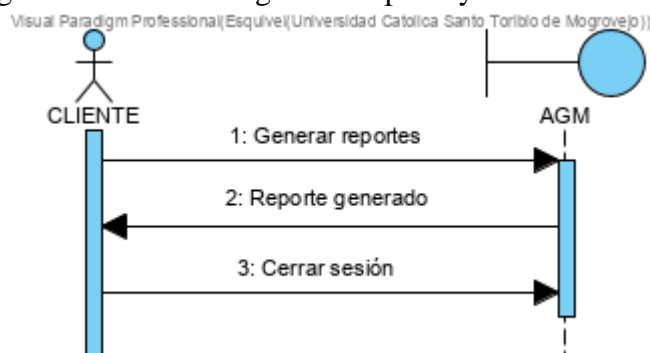 Visual Paradigm Professional(Esquivel(Universidad Catolica Santo Toribio de Mogrovejo))
CLIENTE
AGM
1: Generar reportes
2: Reporte generado
3: Cerrar sesión